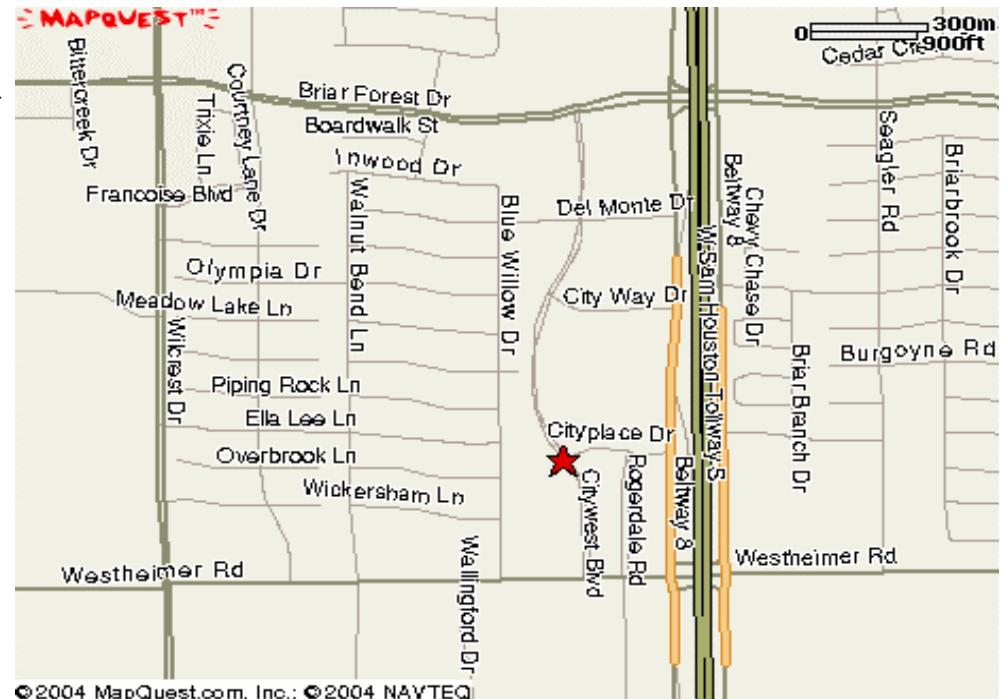 MAPQUEST™
0 300m
900ft
Cedar Cre
Bittercreek Dr
Trixie Ln
Courtney Lane Dr
Briar Forest Dr
Boardwalk St
Inwood Dr
Francoise Blvd
Walnut Bend Ln
Blue Willow Dr
Del Monte Dr
Beltway 8
Chevy Chase Dr
Seagler Rd
Briarbrook Dr
W Sam Houston Tollway S
Olympia Dr
Meadow Lake Ln
City Way Dr
Wilcrest Dr
Burgoyne Rd
Briar Branch Dr
Piping Rock Ln
Ella Lee Ln
Cityplace Dr
Overbrook Ln
Wickersham Ln
Citywest Blvd
Rogerdale Rd
Beltway 8
Westheimer Rd
Wallingford Dr
Westheimer Rd
©2004 MapQuest.com, Inc.; ©2004 NAVTEQ